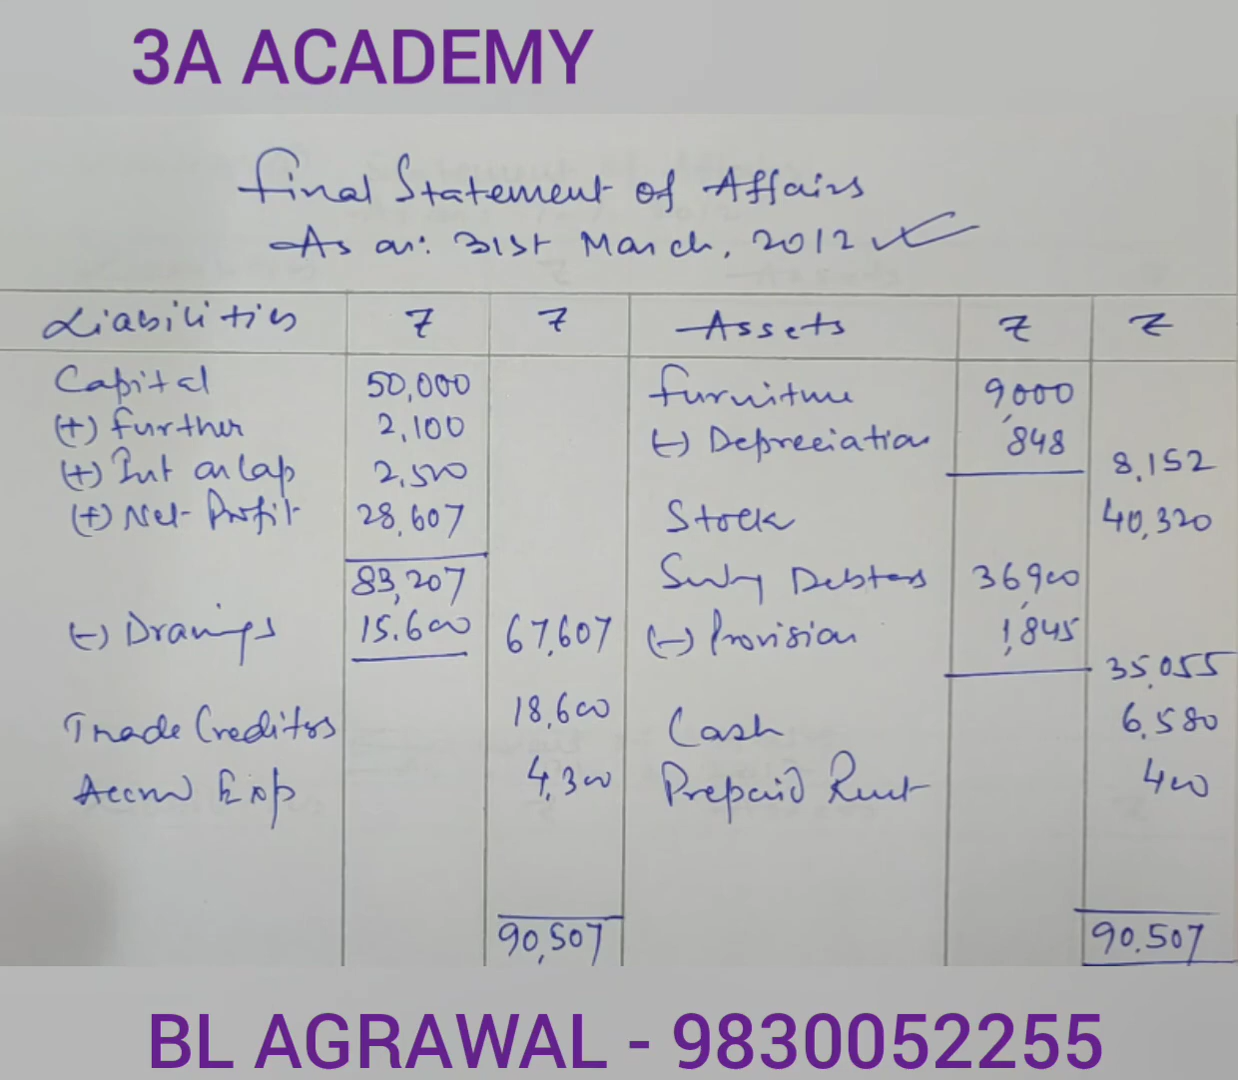 3A ACADEMY
Final Statement of Affairs
As on: 31st March, 2012
Liabilities ₹ ₹ Assets ₹ ₹
Capital 50,000 Furniture 9000
(+) Further 2,100 (-) Depreciation 848 8,152
(+) Int on Cap 2,500
(+) Net Profit 28,607 Stock 40,320
83,207 Sundry Debtors 36900
(-) Drawings 15,600 67,607 (-) Provision 1,845 35,055
Trade Creditors 18,600 Cash 6,580
Accrued Exp 4,300 Prepaid Rent 400
90,507 90,507
BL AGRAWAL - 9830052255